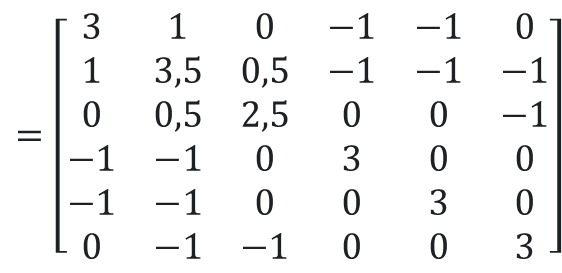 3 1 0 −1 −1 0
1 3,5 0,5 −1 −1 −1
= 0 0,5 2,5 0 0 −1
−1 −1 0 3 0 0
−1 −1 0 0 3 0
0 −1 −1 0 0 3